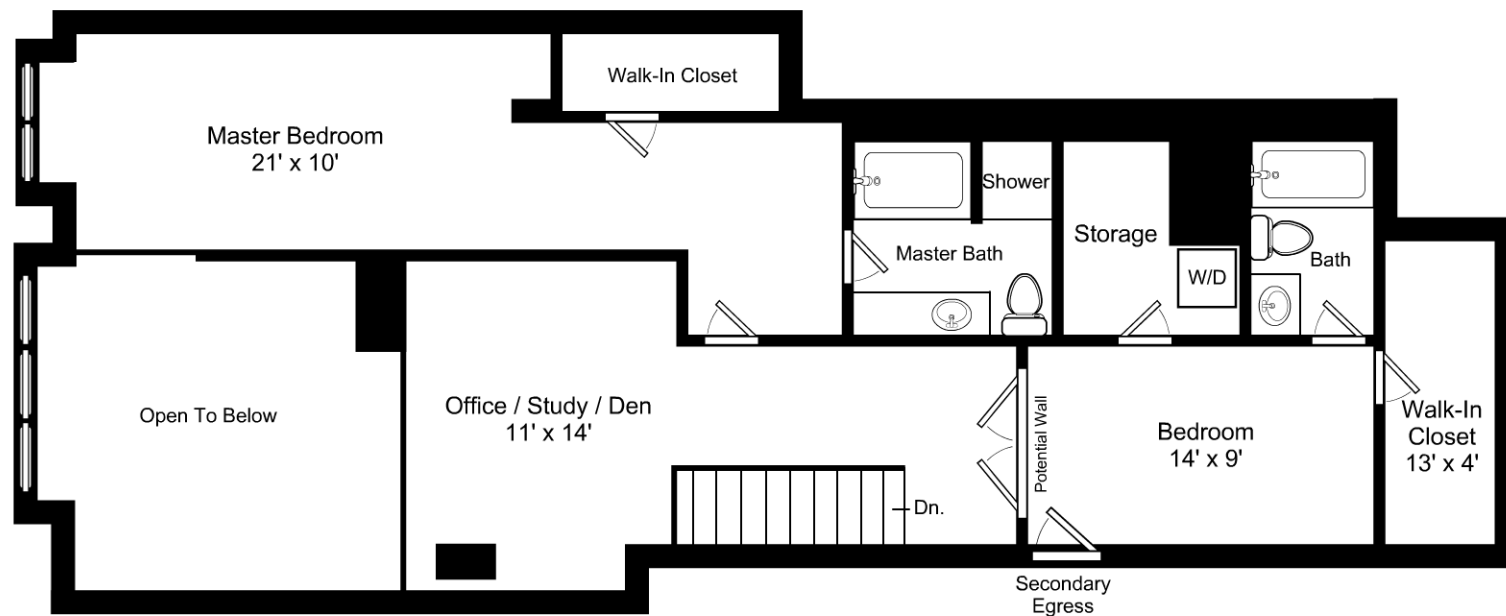 Walk-In Closet
Master Bedroom
21' x 10'
Shower
Storage
Master Bath
Bath
W/D
Open To Below
Office / Study / Den
11' x 14'
Potential Wall
Bedroom
14' x 9'
Walk-In
Closet
13' x 4'
Dn.
Secondary
Egress